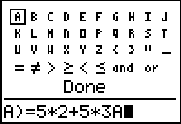 A B C D E F G H I J
K L M N O P Q R S T
U V W X Y Z { } " _
= ≠ > ≥ < ≤ and or
Done
A)=5*2+5*3A